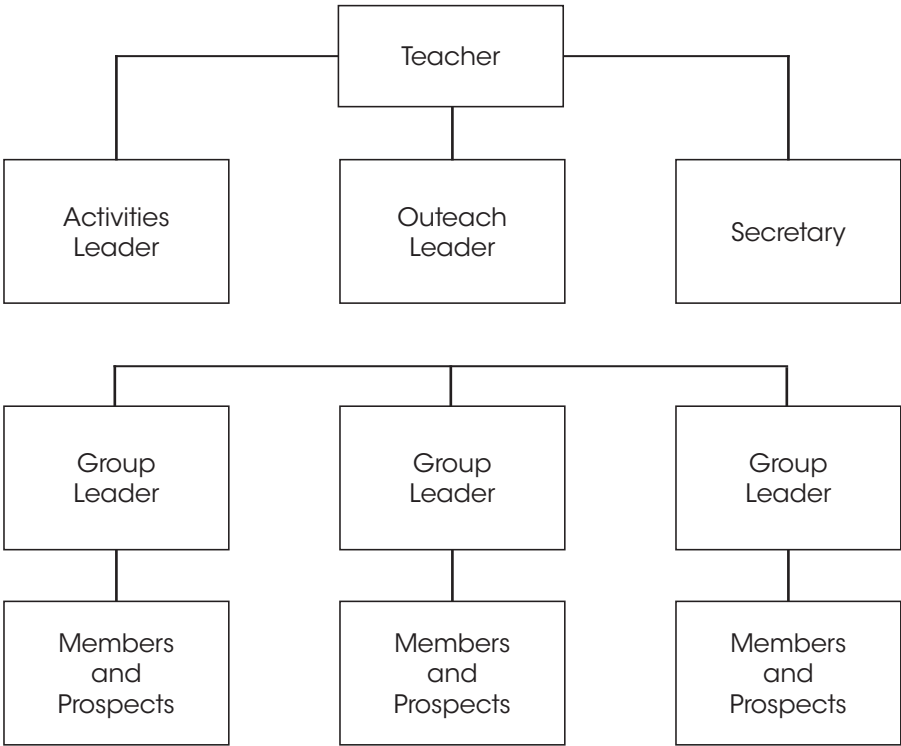 Teacher
Activities
Leader
Outeach
Leader
Secretary
Group
Leader
Group
Leader
Group
Leader
Members
and
Prospects
Members
and
Prospects
Members
and
Prospects